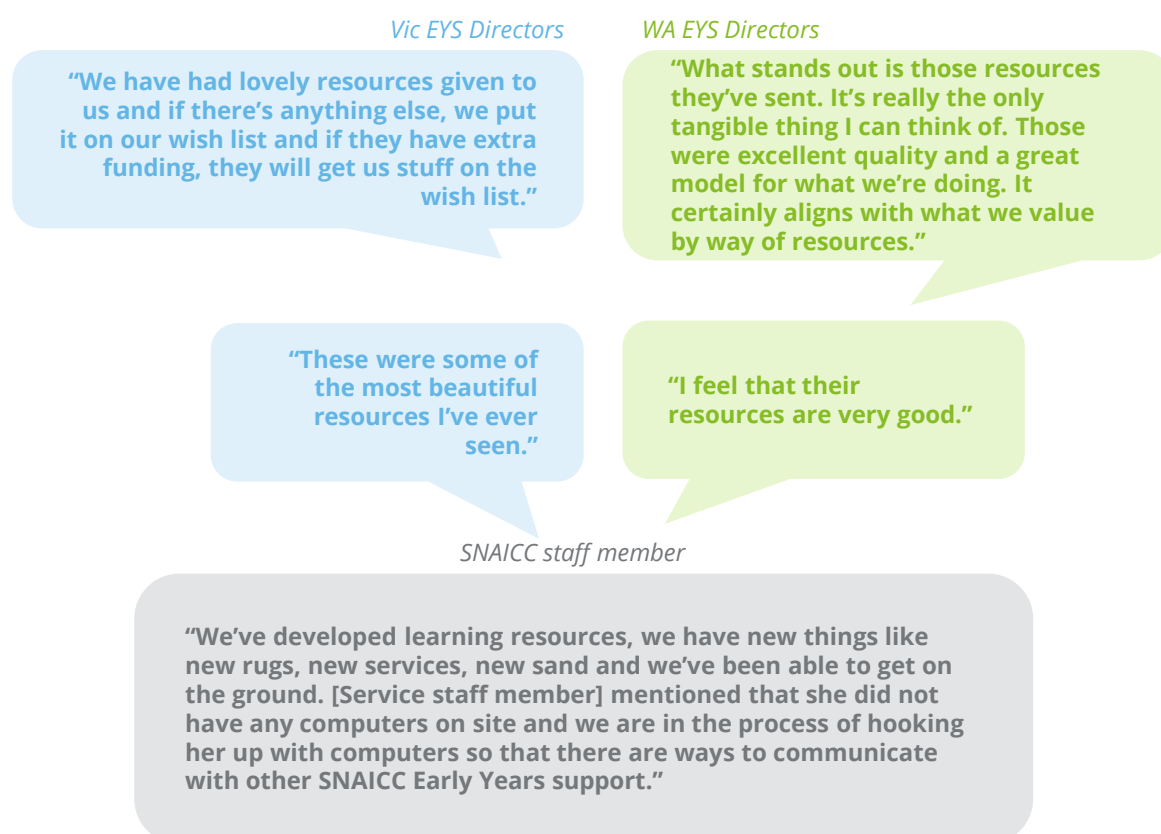 Vic EYS Directors
“We have had lovely resources given to
us and if there’s anything else, we put
it on our wish list and if they have extra
funding, they will get us stuff on the
wish list.”
WA EYS Directors
“What stands out is those resources
they’ve sent. It’s really the only
tangible thing I can think of. Those
were excellent quality and a great
model for what we’re doing. It
certainly aligns with what we value
by way of resources.”
“These were some of
the most beautiful
resources I’ve ever
seen.”
“I feel that their
resources are very good.”
SNAICC staff member
“We’ve developed learning resources, we have new things like
new rugs, new services, new sand and we’ve been able to get on
the ground. [Service staff member] mentioned that she did not
have any computers on site and we are in the process of hooking
her up with computers so that there are ways to communicate
with other SNAICC Early Years support.”